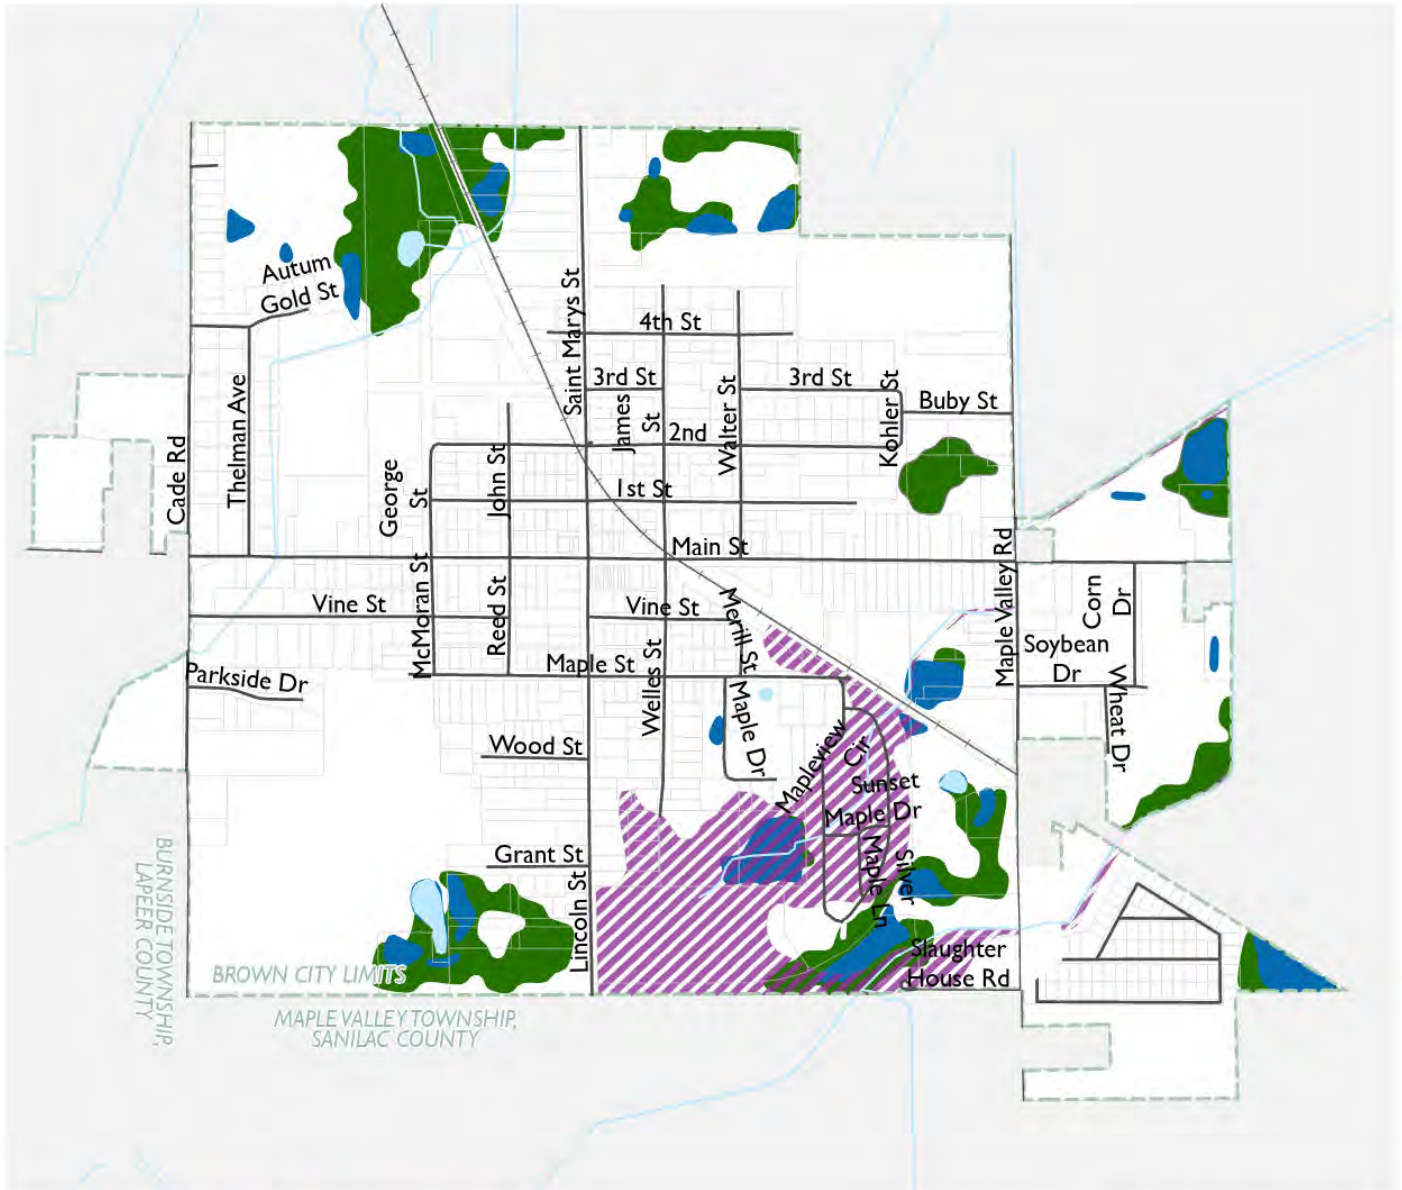 Autum
Gold St
Saint Marys St
4th St
3rd St
3rd St
Kohler St
Buby St
James
St
Walter St
2nd
Thelman Ave
Cade Rd
George
St
John St
1st St
Main St
Maple Valley Rd
Corn
Dr
McMoran St
Vine St
Reed St
Vine St
Merrill St
Soybean
Dr
Wheat Dr
Parkside Dr
Maple St
Welles St
Maple Dr
Wood St
Mapleview
Cir
Sunset
Maple Dr
Grant St
Lincoln St
Silver
Maple Ln
Slaughter
House Rd
BROWN CITY LIMITS
BURNSIDE TOWNSHIP,
LAPEER COUNTY
MAPLE VALLEY TOWNSHIP,
SANILAC COUNTY